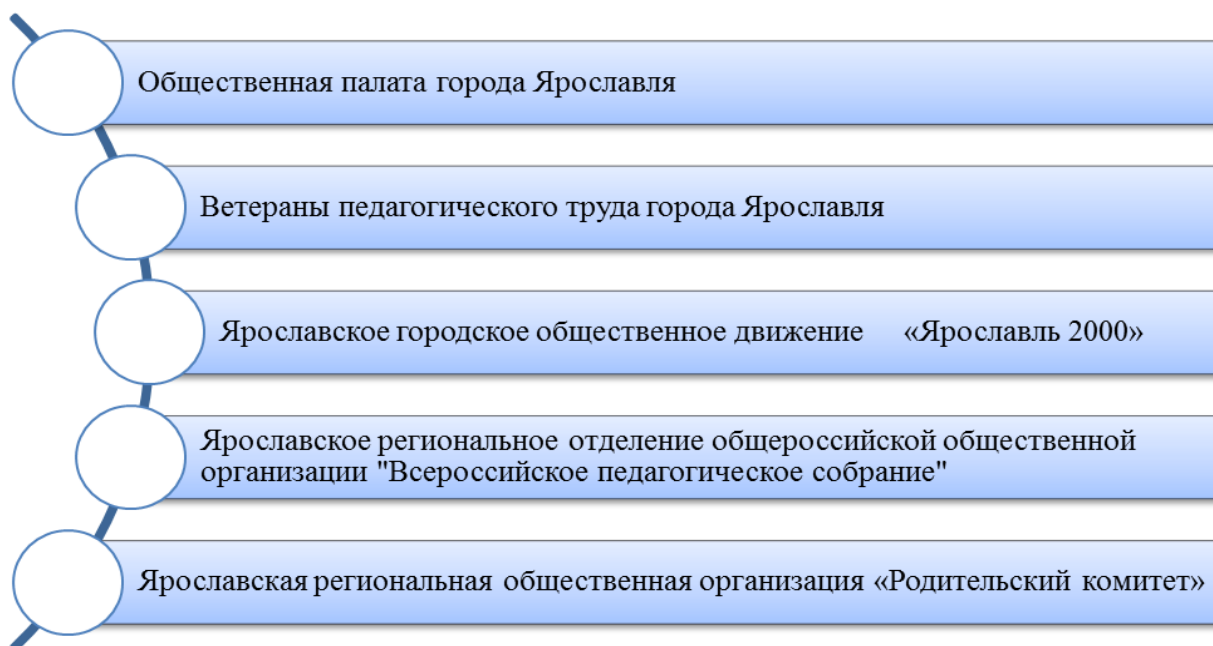 Общественная палата города Ярославля
Ветераны педагогического труда города Ярославля
Ярославское городское общественное движение «Ярославль 2000»
Ярославское региональное отделение общероссийской общественной
организации "Всероссийское педагогическое собрание"
Ярославская региональная общественная организация «Родительский комитет»